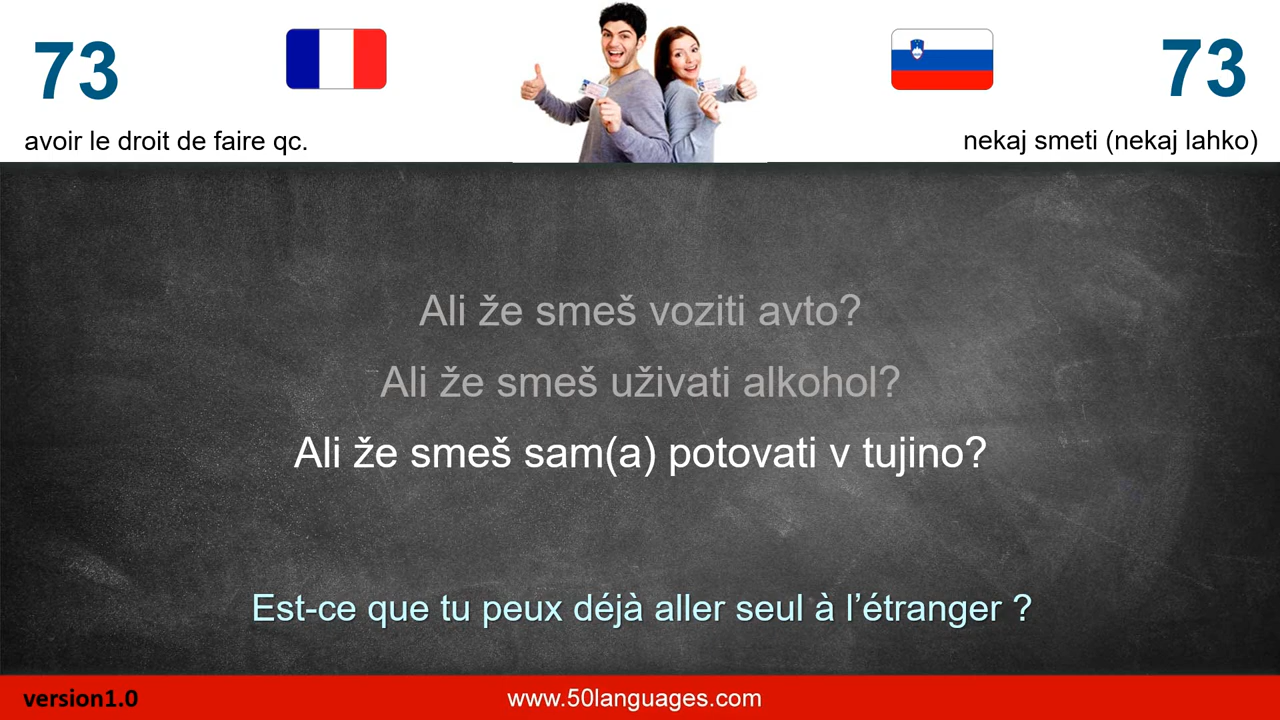 73
73
avoir le droit de faire qc.
nekaj smeti (nekaj lahko)
Ali že smeš voziti avto?
Ali že smeš uživati alkohol?
Ali že smeš sam(a) potovati v tujino?
Est-ce que tu peux déjà aller seul à l’étranger ?
version1.0
www.50languages.com